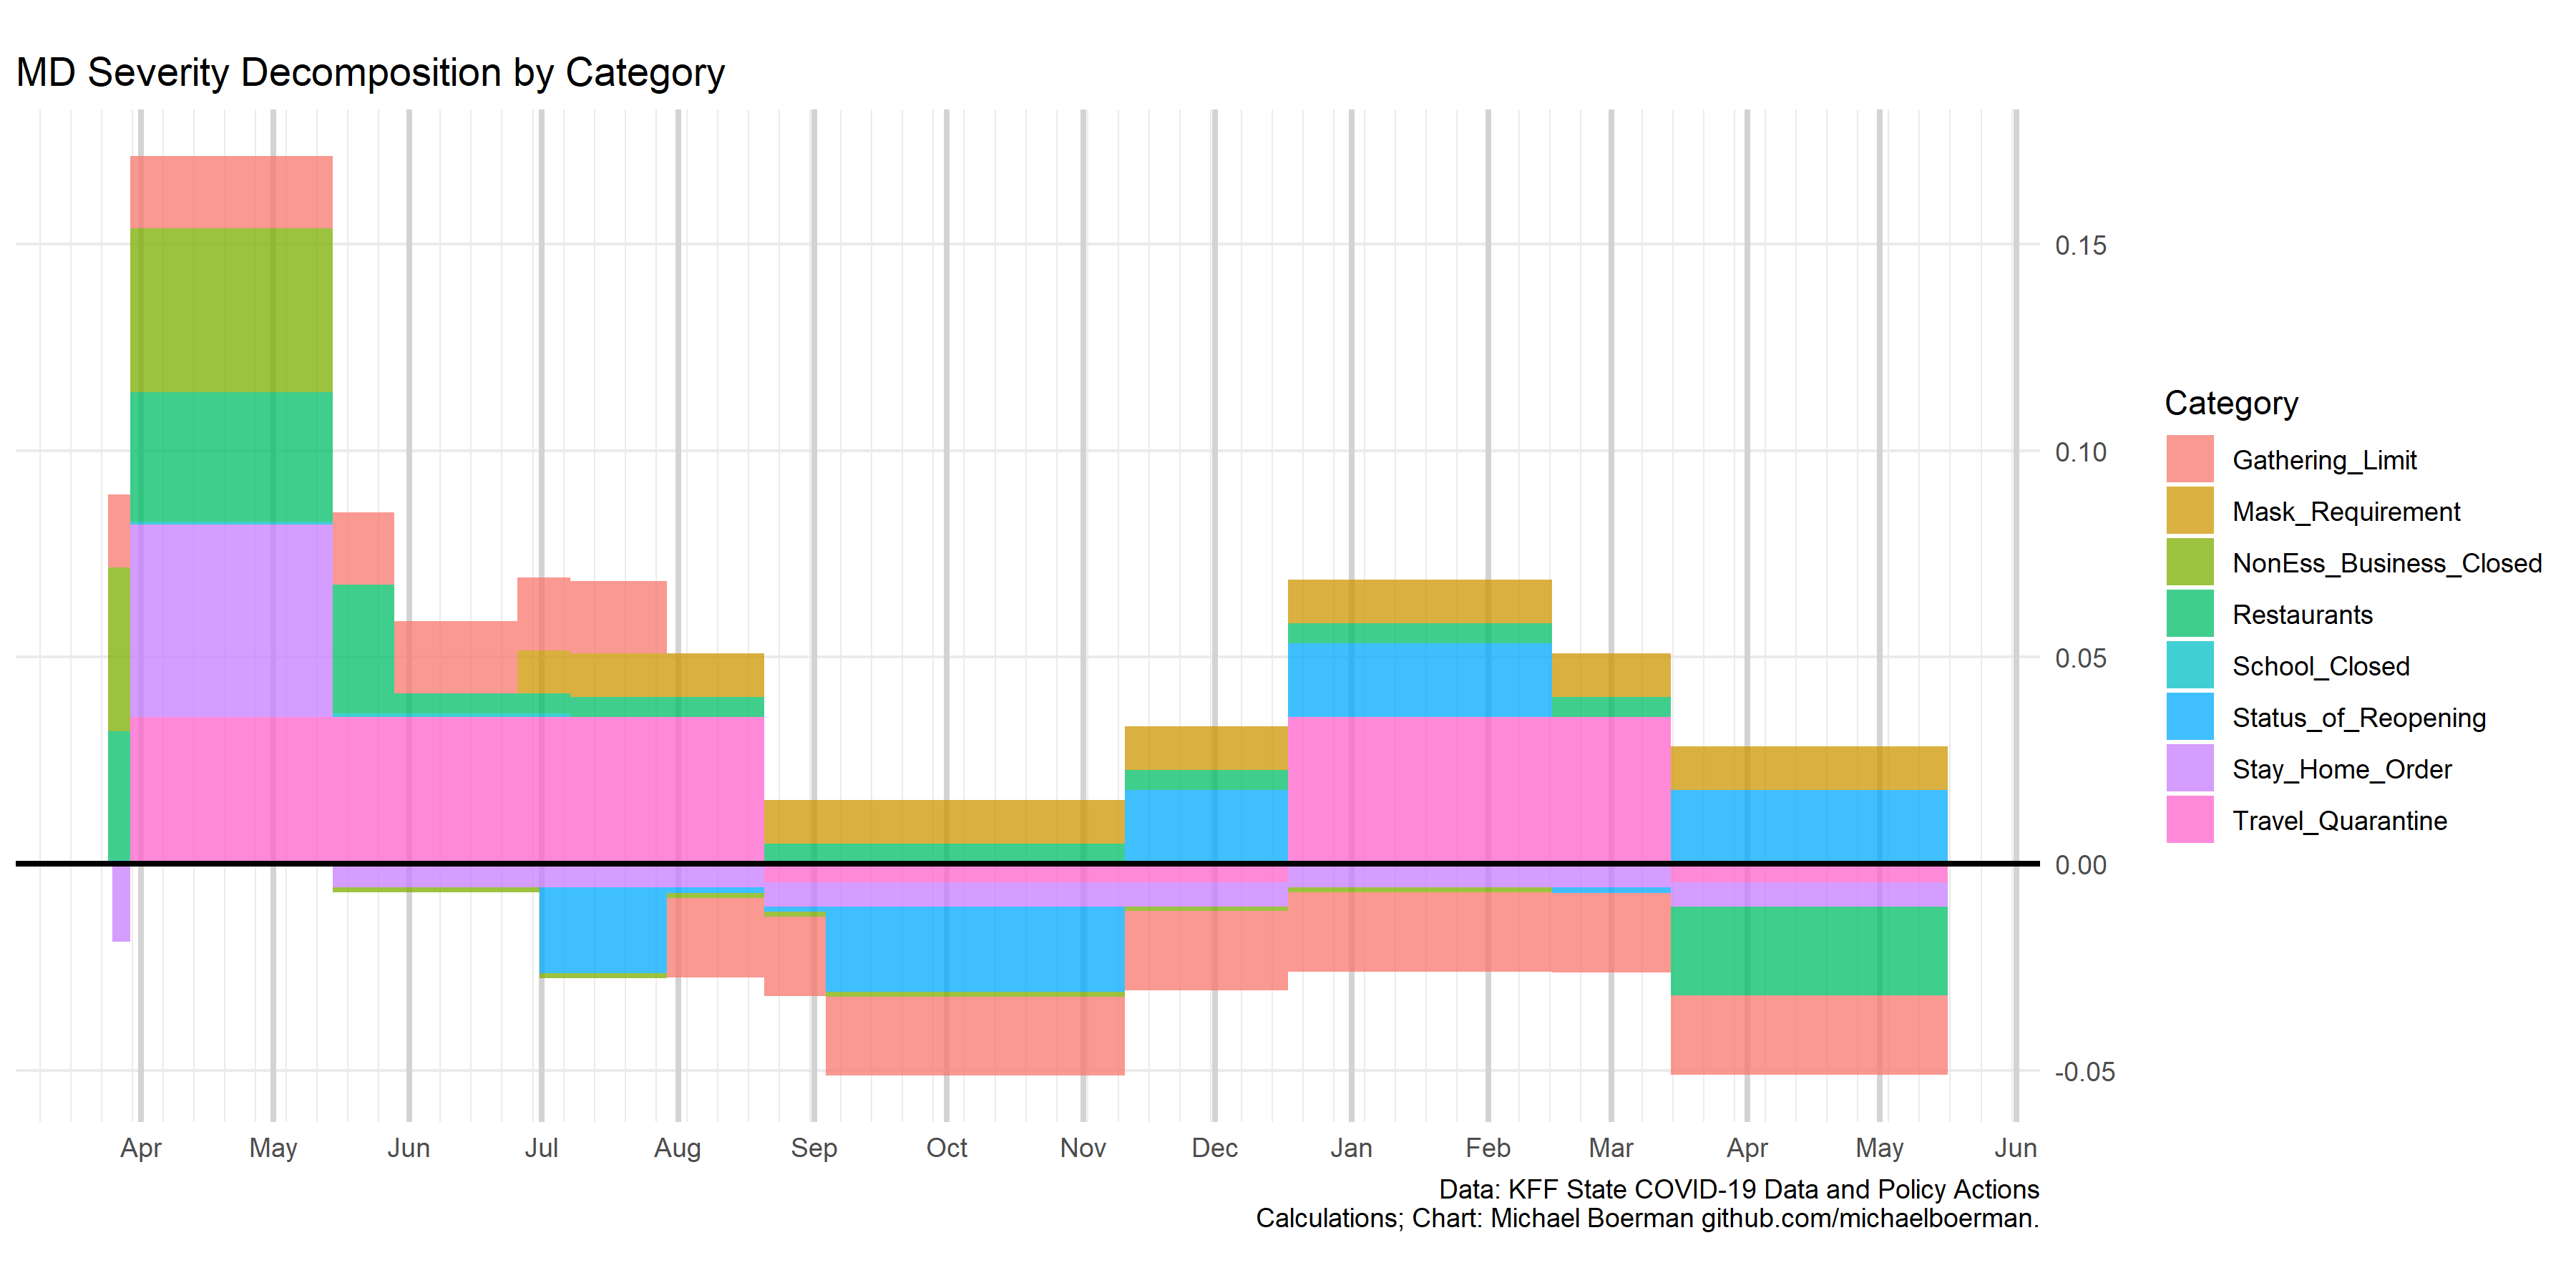 MD Severity Decomposition by Category
0.15
0.10
0.05
0.00
-0.05
Apr May Jun Jul Aug Sep Oct Nov Dec Jan Feb Mar Apr May Jun
Category
Gathering_Limit
Mask_Requirement
NonEss_Business_Closed
Restaurants
School_Closed
Status_of_Reopening
Stay_Home_Order
Travel_Quarantine
Data: KFF State COVID-19 Data and Policy Actions
Calculations; Chart: Michael Boerman github.com/michaelboerman.